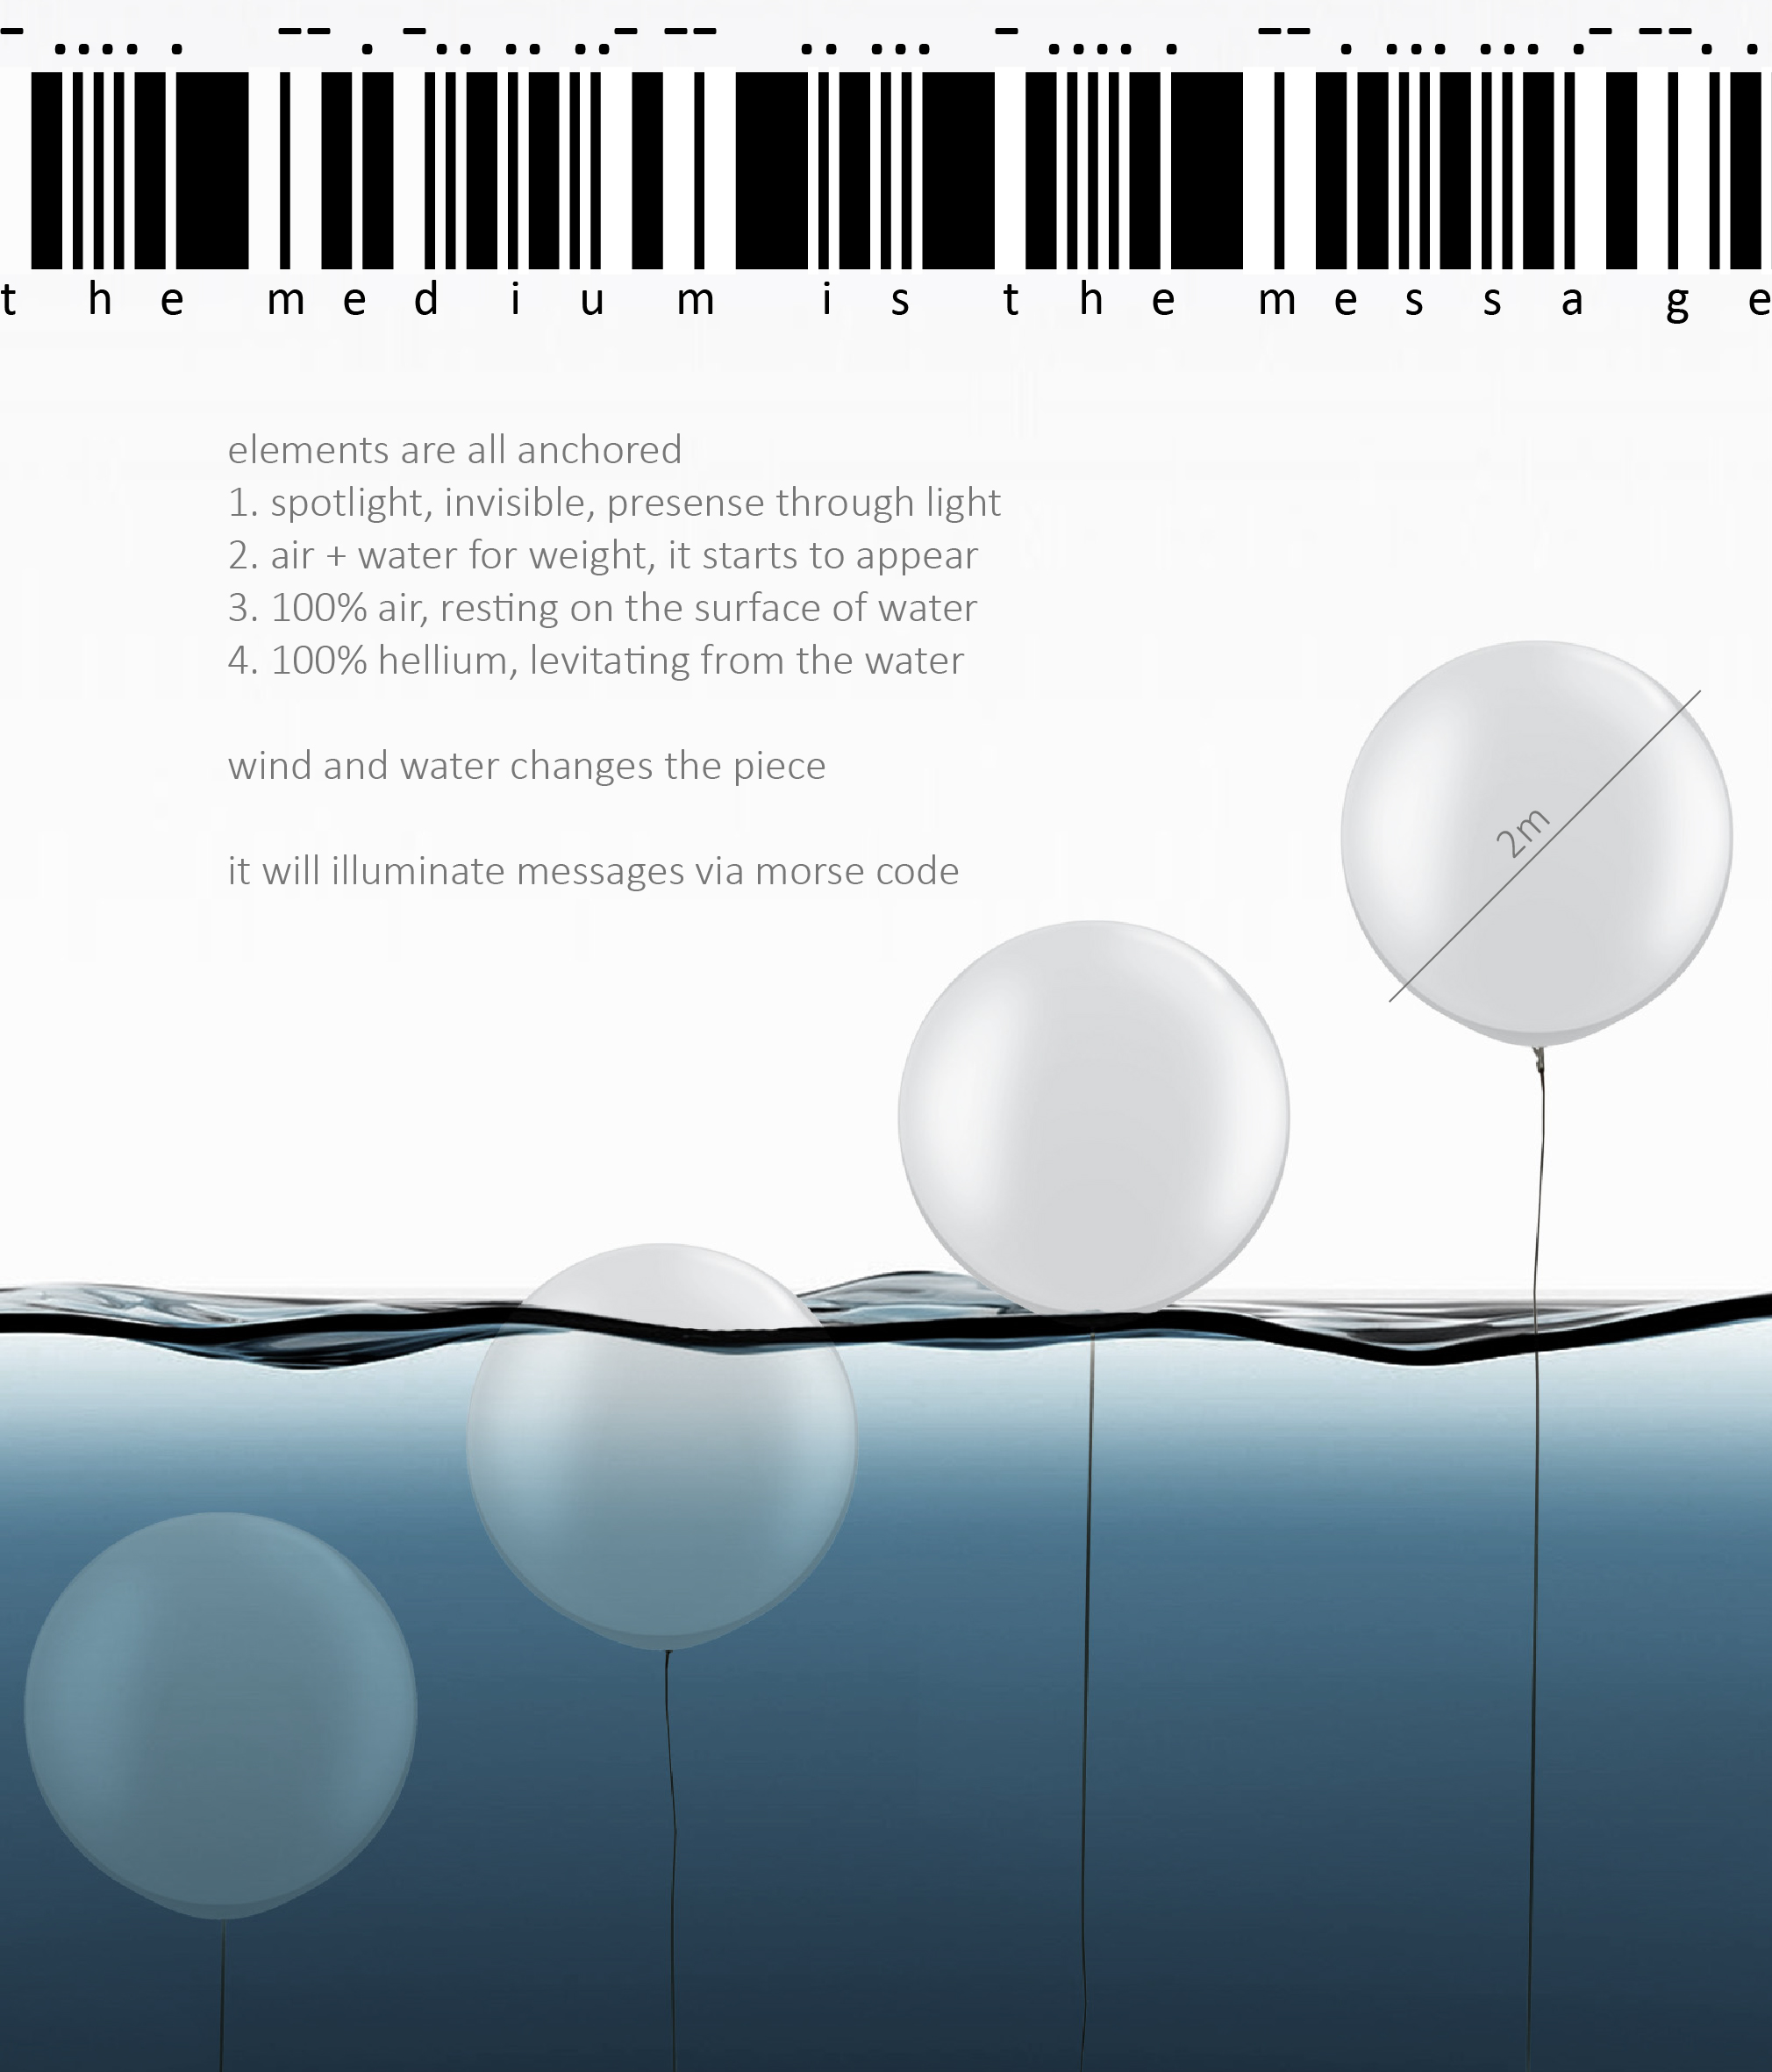 – .... . –– . –.. .. ..– –– .. ... – .... . –– . ... ... .– ––. .
t h e m e d i u m i s t h e m e s s a g e
elements are all anchored
1. spotlight, invisible, presense through light
2. air + water for weight, it starts to appear
3. 100% air, resting on the surface of water
4. 100% hellium, levitating from the water
wind and water changes the piece
it will illuminate messages via morse code
2m